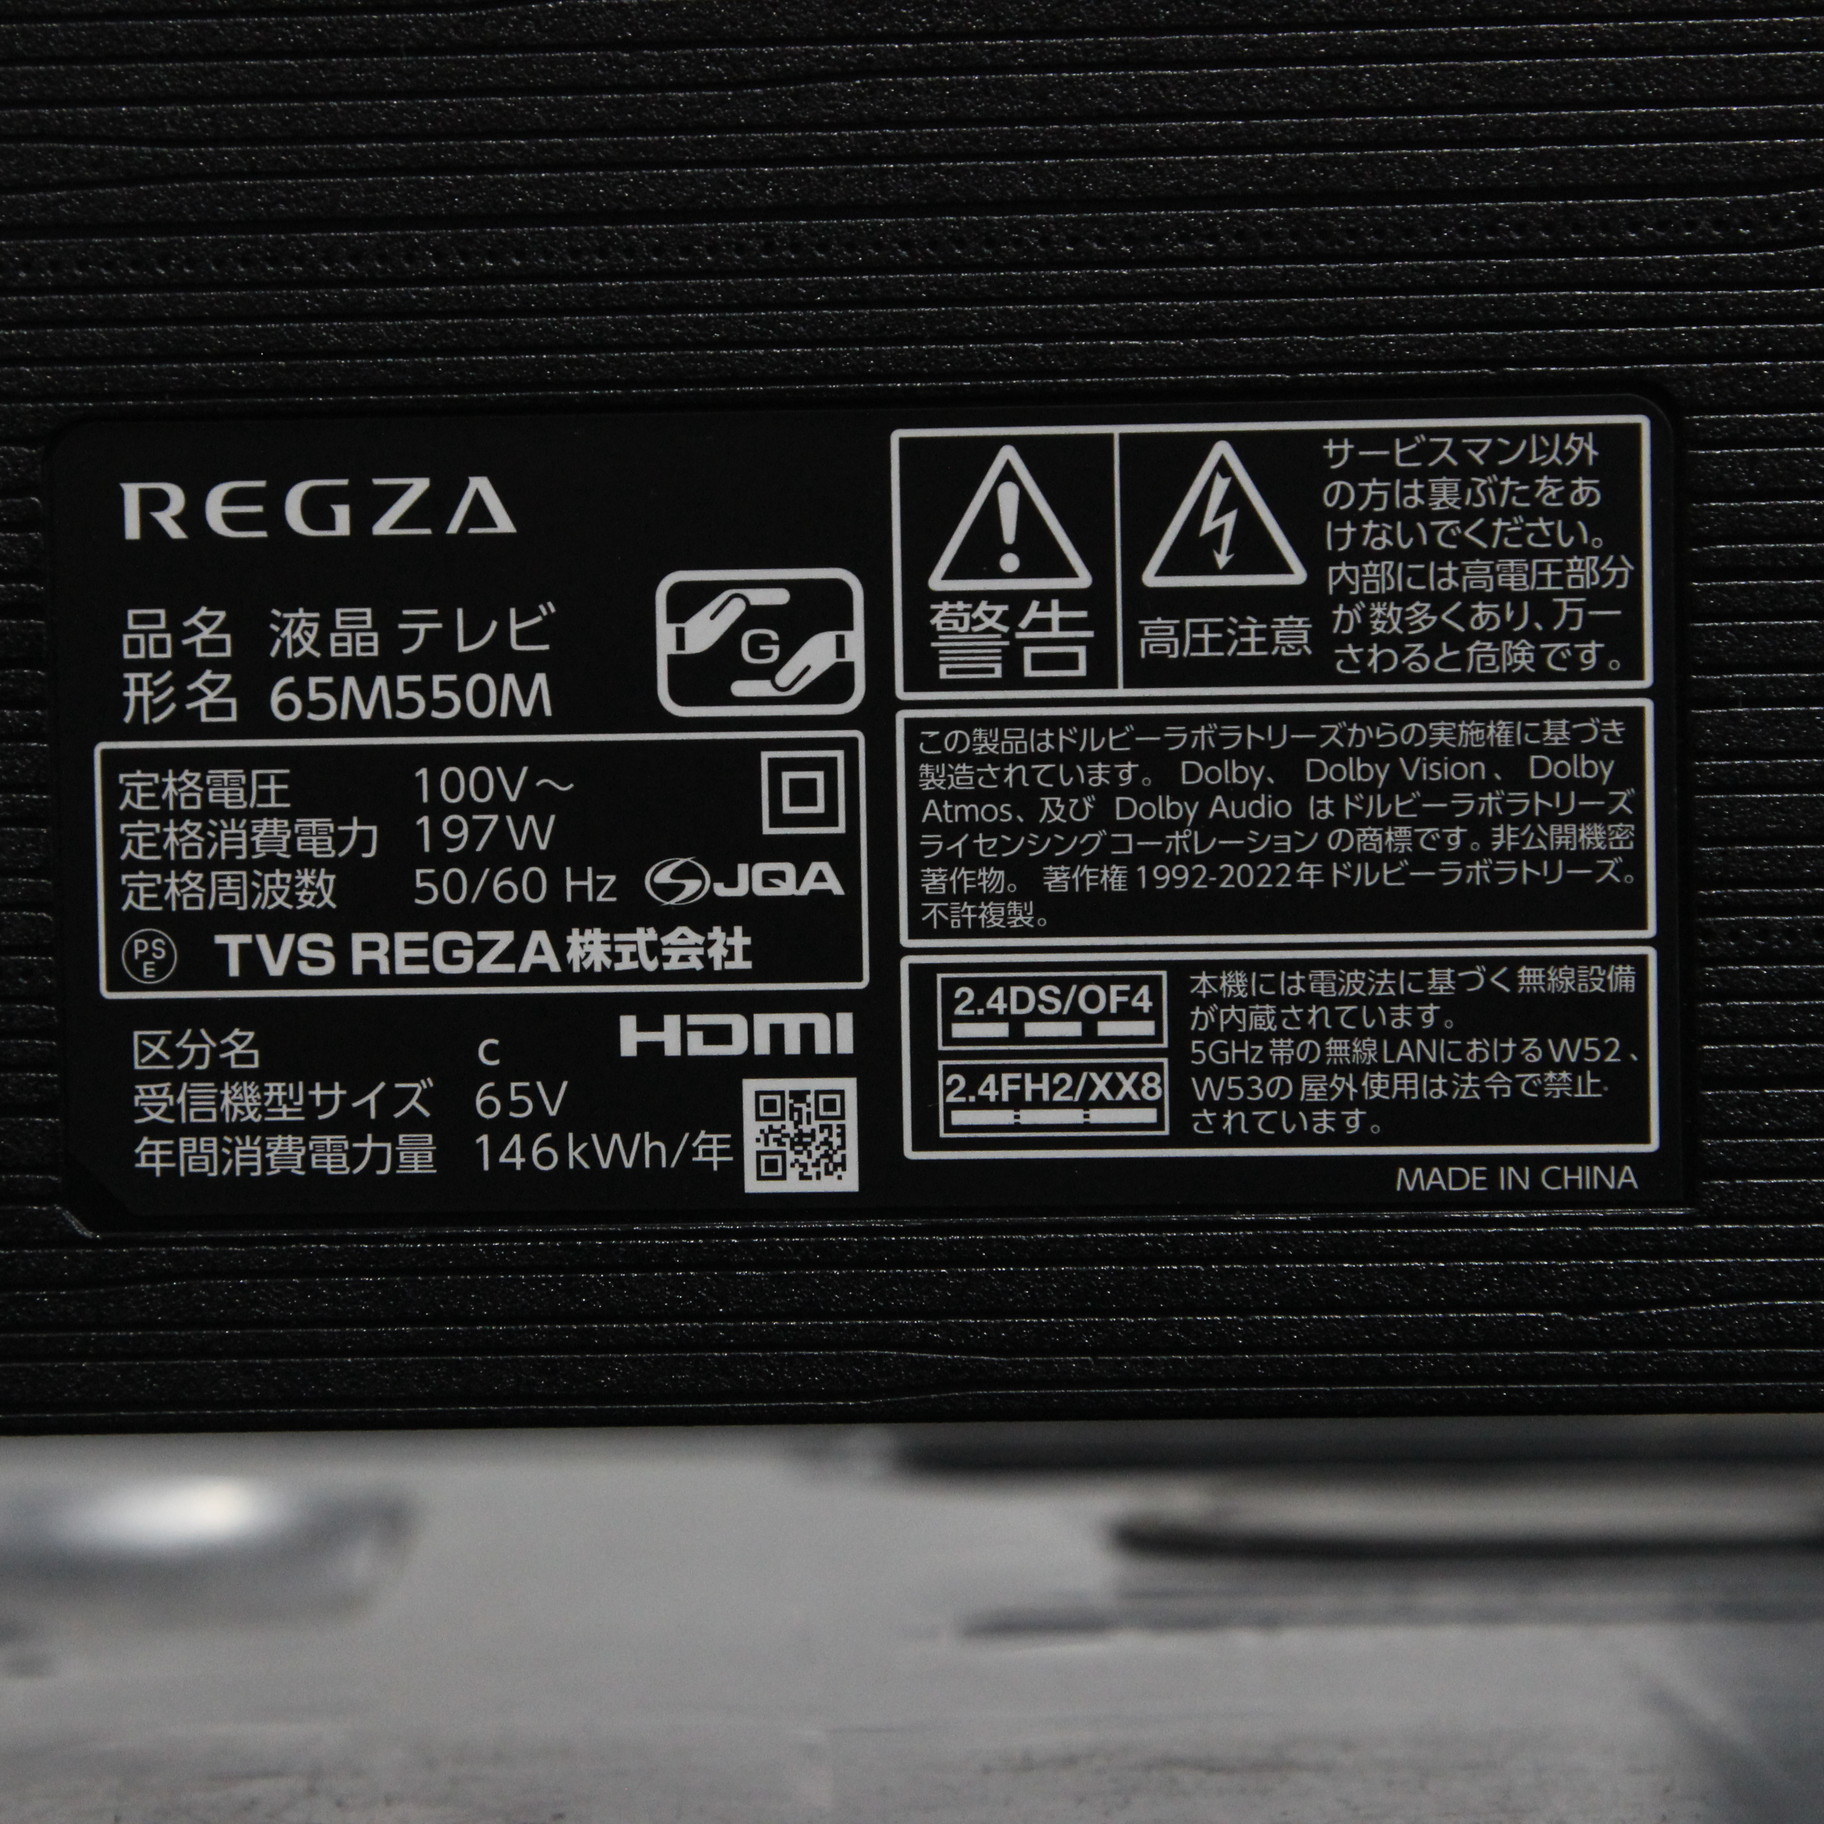 REGZA
品名 液晶 テレビ
形名 65M550M
G
定格電圧 100V～
定格消費電力 197W
定格周波数 50/60 Hz
JQA
PS
E
TVS REGZA株式会社
HDMI
区分名 c
受信機型サイズ 65V
年間消費電力量 146kWh/年
警告
高圧注意
サービスマン以外
の方は裏ぶたをあ
けないでください。
内部には高電圧部分
が数多くあり、万一
さわると危険です。
この製品はドルビーラボラトリーズからの実施権に基づき
製造されています。 Dolby、 Dolby Vision、 Dolby
Atmos、及び Dolby Audio はドルビーラボラトリーズ
ライセンシングコーポレーションの商標です。非公開機密
著作物。 著作権 1992-2022年ドルビーラボラトリーズ。
不許複製。
2.4DS/OF4
2.4FH2/XX8
本機には電波法に基づく無線設備
が内蔵されています。
5GHz帯の無線LANにおけるW52、
W53の屋外使用は法令で禁止
されています。
MADE IN CHINA